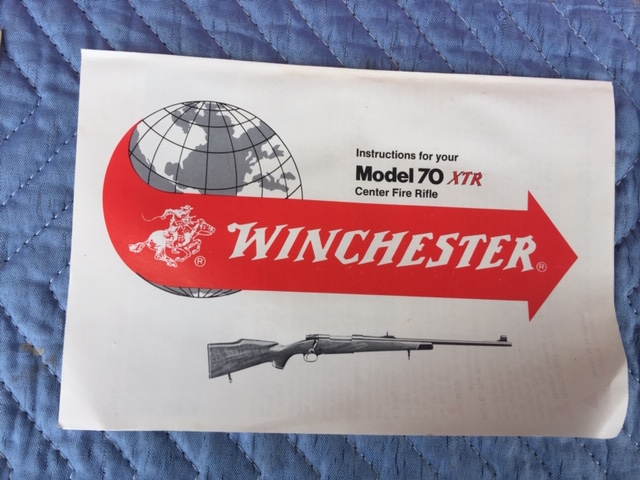 Instructions for your
Model 70 XTR
Center Fire Rifle
WINCHESTER®
®